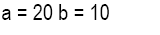 a = 20 b = 10